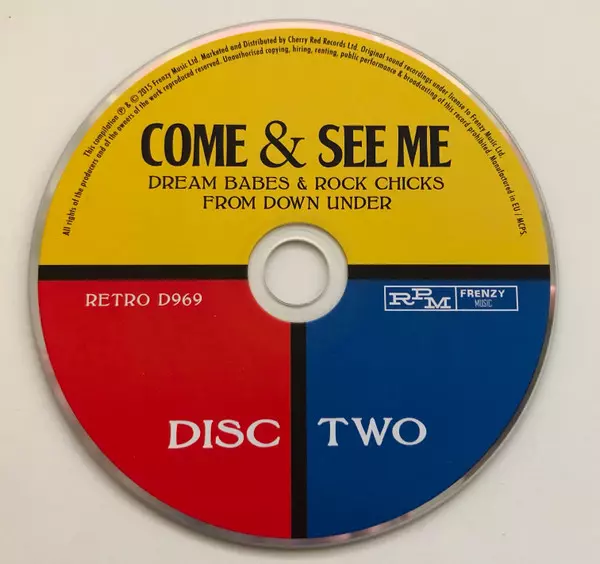 This compilation ℗ & © 2015 Frenzy Music Ltd. Marketed and Distributed by Cherry Red Records Ltd. Original sound recordings under license to Frenzy Music Ltd.
All rights of the producers and of the owners of the work reproduced reserved. Unauthorised copying, hiring, renting, public performance & broadcasting of this record prohibited. Manufactured in EU / MCPS.
COME & SEE ME
DREAM BABES & ROCK CHICKS
FROM DOWN UNDER
RETRO D969
RPM
FRENZY
MUSIC
DISC TWO